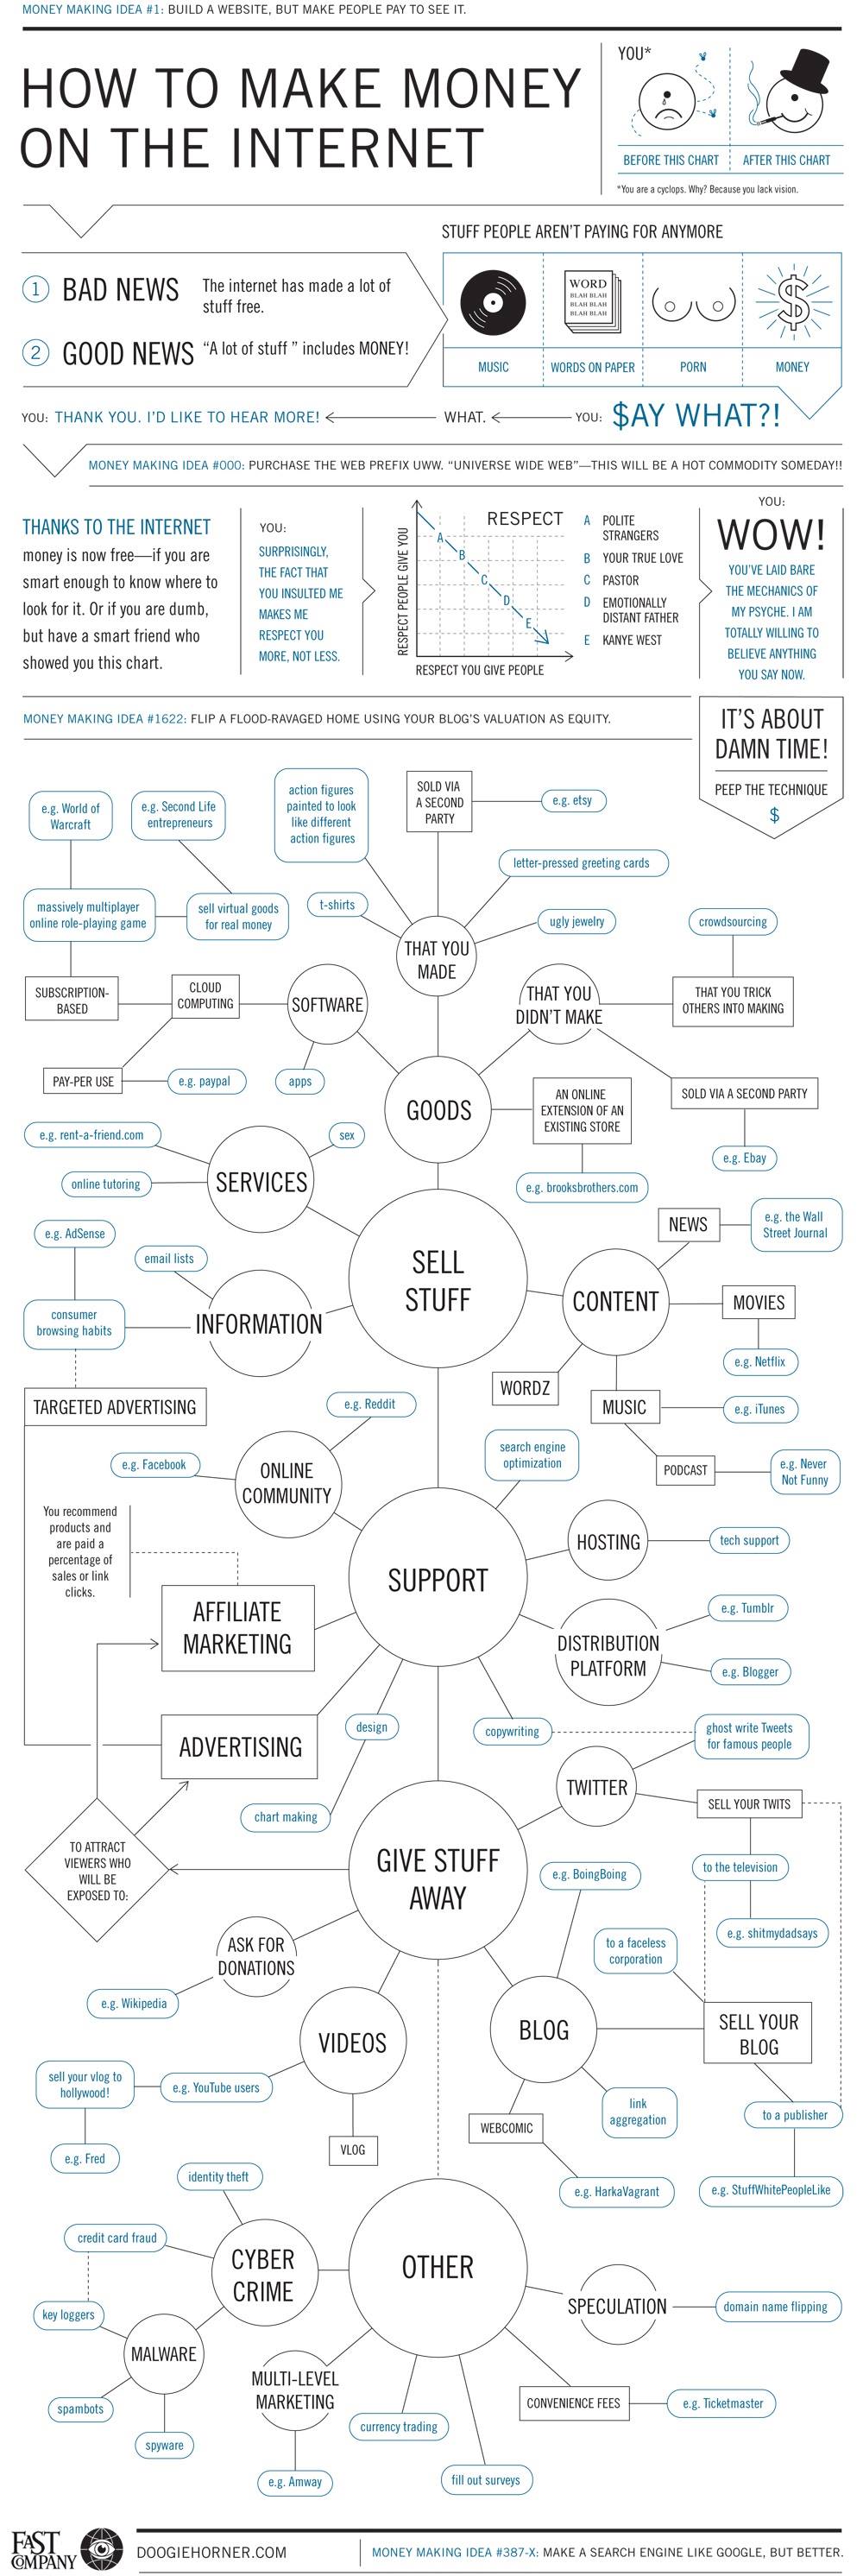 MONEY MAKING IDEA #1: BUILD A WEBSITE, BUT MAKE PEOPLE PAY TO SEE IT.
HOW TO MAKE MONEY
ON THE INTERNET
YOU*
BEFORE THIS CHART
AFTER THIS CHART
*You are a cyclops. Why? Because you lack vision.
STUFF PEOPLE AREN'T PAYING FOR ANYMORE
1 BAD NEWS
The internet has made a lot of
stuff free.
2 GOOD NEWS
“A lot of stuff ” includes MONEY!
WORD
BLAH BLAH
BLAH BLAH
BLAH BLAH
$
MUSIC
WORDS ON PAPER
PORN
MONEY
YOU: THANK YOU. I'D LIKE TO HEAR MORE!
WHAT.
YOU: $AY WHAT?!
MONEY MAKING IDEA #000: PURCHASE THE WEB PREFIX UWW. “UNIVERSE WIDE WEB”—THIS WILL BE A HOT COMMODITY SOMEDAY!!
THANKS TO THE INTERNET
money is now free—if you are
smart enough to know where to
look for it. Or if you are dumb,
but have a smart friend who
showed you this chart.
YOU:
SURPRISINGLY,
THE FACT THAT
YOU INSULTED ME
MAKES ME
RESPECT YOU
MORE, NOT LESS.
RESPECT PEOPLE GIVE YOU
RESPECT
A
B
C
D
E
RESPECT YOU GIVE PEOPLE
A POLITE
STRANGERS
B YOUR TRUE LOVE
C PASTOR
D EMOTIONALLY
DISTANT FATHER
E KANYE WEST
YOU:
WOW!
YOU'VE LAID BARE
THE MECHANICS OF
MY PSYCHE. I AM
TOTALLY WILLING TO
BELIEVE ANYTHING
YOU SAY NOW.
MONEY MAKING IDEA #1622: FLIP A FLOOD-RAVAGED HOME USING YOUR BLOG'S VALUATION AS EQUITY.
IT'S ABOUT
DAMN TIME!
PEEP THE TECHNIQUE
$
e.g. World of
Warcraft
e.g. Second Life
entrepreneurs
action figures
painted to look
like different
action figures
SOLD VIA
A SECOND
PARTY
e.g. etsy
letter-pressed greeting cards
massively multiplayer
online role-playing game
sell virtual goods
for real money
t-shirts
ugly jewelry
crowdsourcing
THAT YOU
MADE
SUBSCRIPTION-
BASED
CLOUD
COMPUTING
SOFTWARE
THAT YOU
DIDN'T MAKE
THAT YOU TRICK
OTHERS INTO MAKING
PAY-PER USE
e.g. paypal
apps
GOODS
AN ONLINE
EXTENSION OF AN
EXISTING STORE
SOLD VIA A SECOND PARTY
e.g. rent-a-friend.com
sex
online tutoring
SERVICES
e.g. brooksbrothers.com
e.g. Ebay
e.g. AdSense
email lists
SELL
STUFF
NEWS
e.g. the Wall
Street Journal
consumer
browsing habits
INFORMATION
CONTENT
MOVIES
e.g. Netflix
WORDZ
MUSIC
e.g. iTunes
TARGETED ADVERTISING
e.g. Reddit
e.g. Facebook
ONLINE
COMMUNITY
search engine
optimization
PODCAST
e.g. Never
Not Funny
You recommend
products and
are paid a
percentage of
sales or link
clicks.
SUPPORT
HOSTING
tech support
AFFILIATE
MARKETING
DISTRIBUTION
PLATFORM
e.g. Tumblr
e.g. Blogger
ADVERTISING
design
copywriting
ghost write Tweets
for famous people
chart making
TWITTER
SELL YOUR TWITS
TO ATTRACT
VIEWERS WHO
WILL BE
EXPOSED TO:
GIVE STUFF
AWAY
e.g. BoingBoing
to the television
e.g. shitmydadsays
ASK FOR
DONATIONS
to a faceless
corporation
e.g. Wikipedia
VIDEOS
BLOG
SELL YOUR
BLOG
sell your vlog to
hollywood!
e.g. YouTube users
link
aggregation
to a publisher
e.g. Fred
VLOG
WEBCOMIC
e.g. HarkaVagrant
e.g. StuffWhitePeopleLike
identity theft
credit card fraud
CYBER
CRIME
OTHER
key loggers
SPECULATION
domain name flipping
MALWARE
MULTI-LEVEL
MARKETING
CONVENIENCE FEES
e.g. Ticketmaster
spambots
currency trading
spyware
e.g. Amway
fill out surveys
FAST
COMPANY
DOOGIEHORNER.COM
MONEY MAKING IDEA #387-X: MAKE A SEARCH ENGINE LIKE GOOGLE, BUT BETTER.